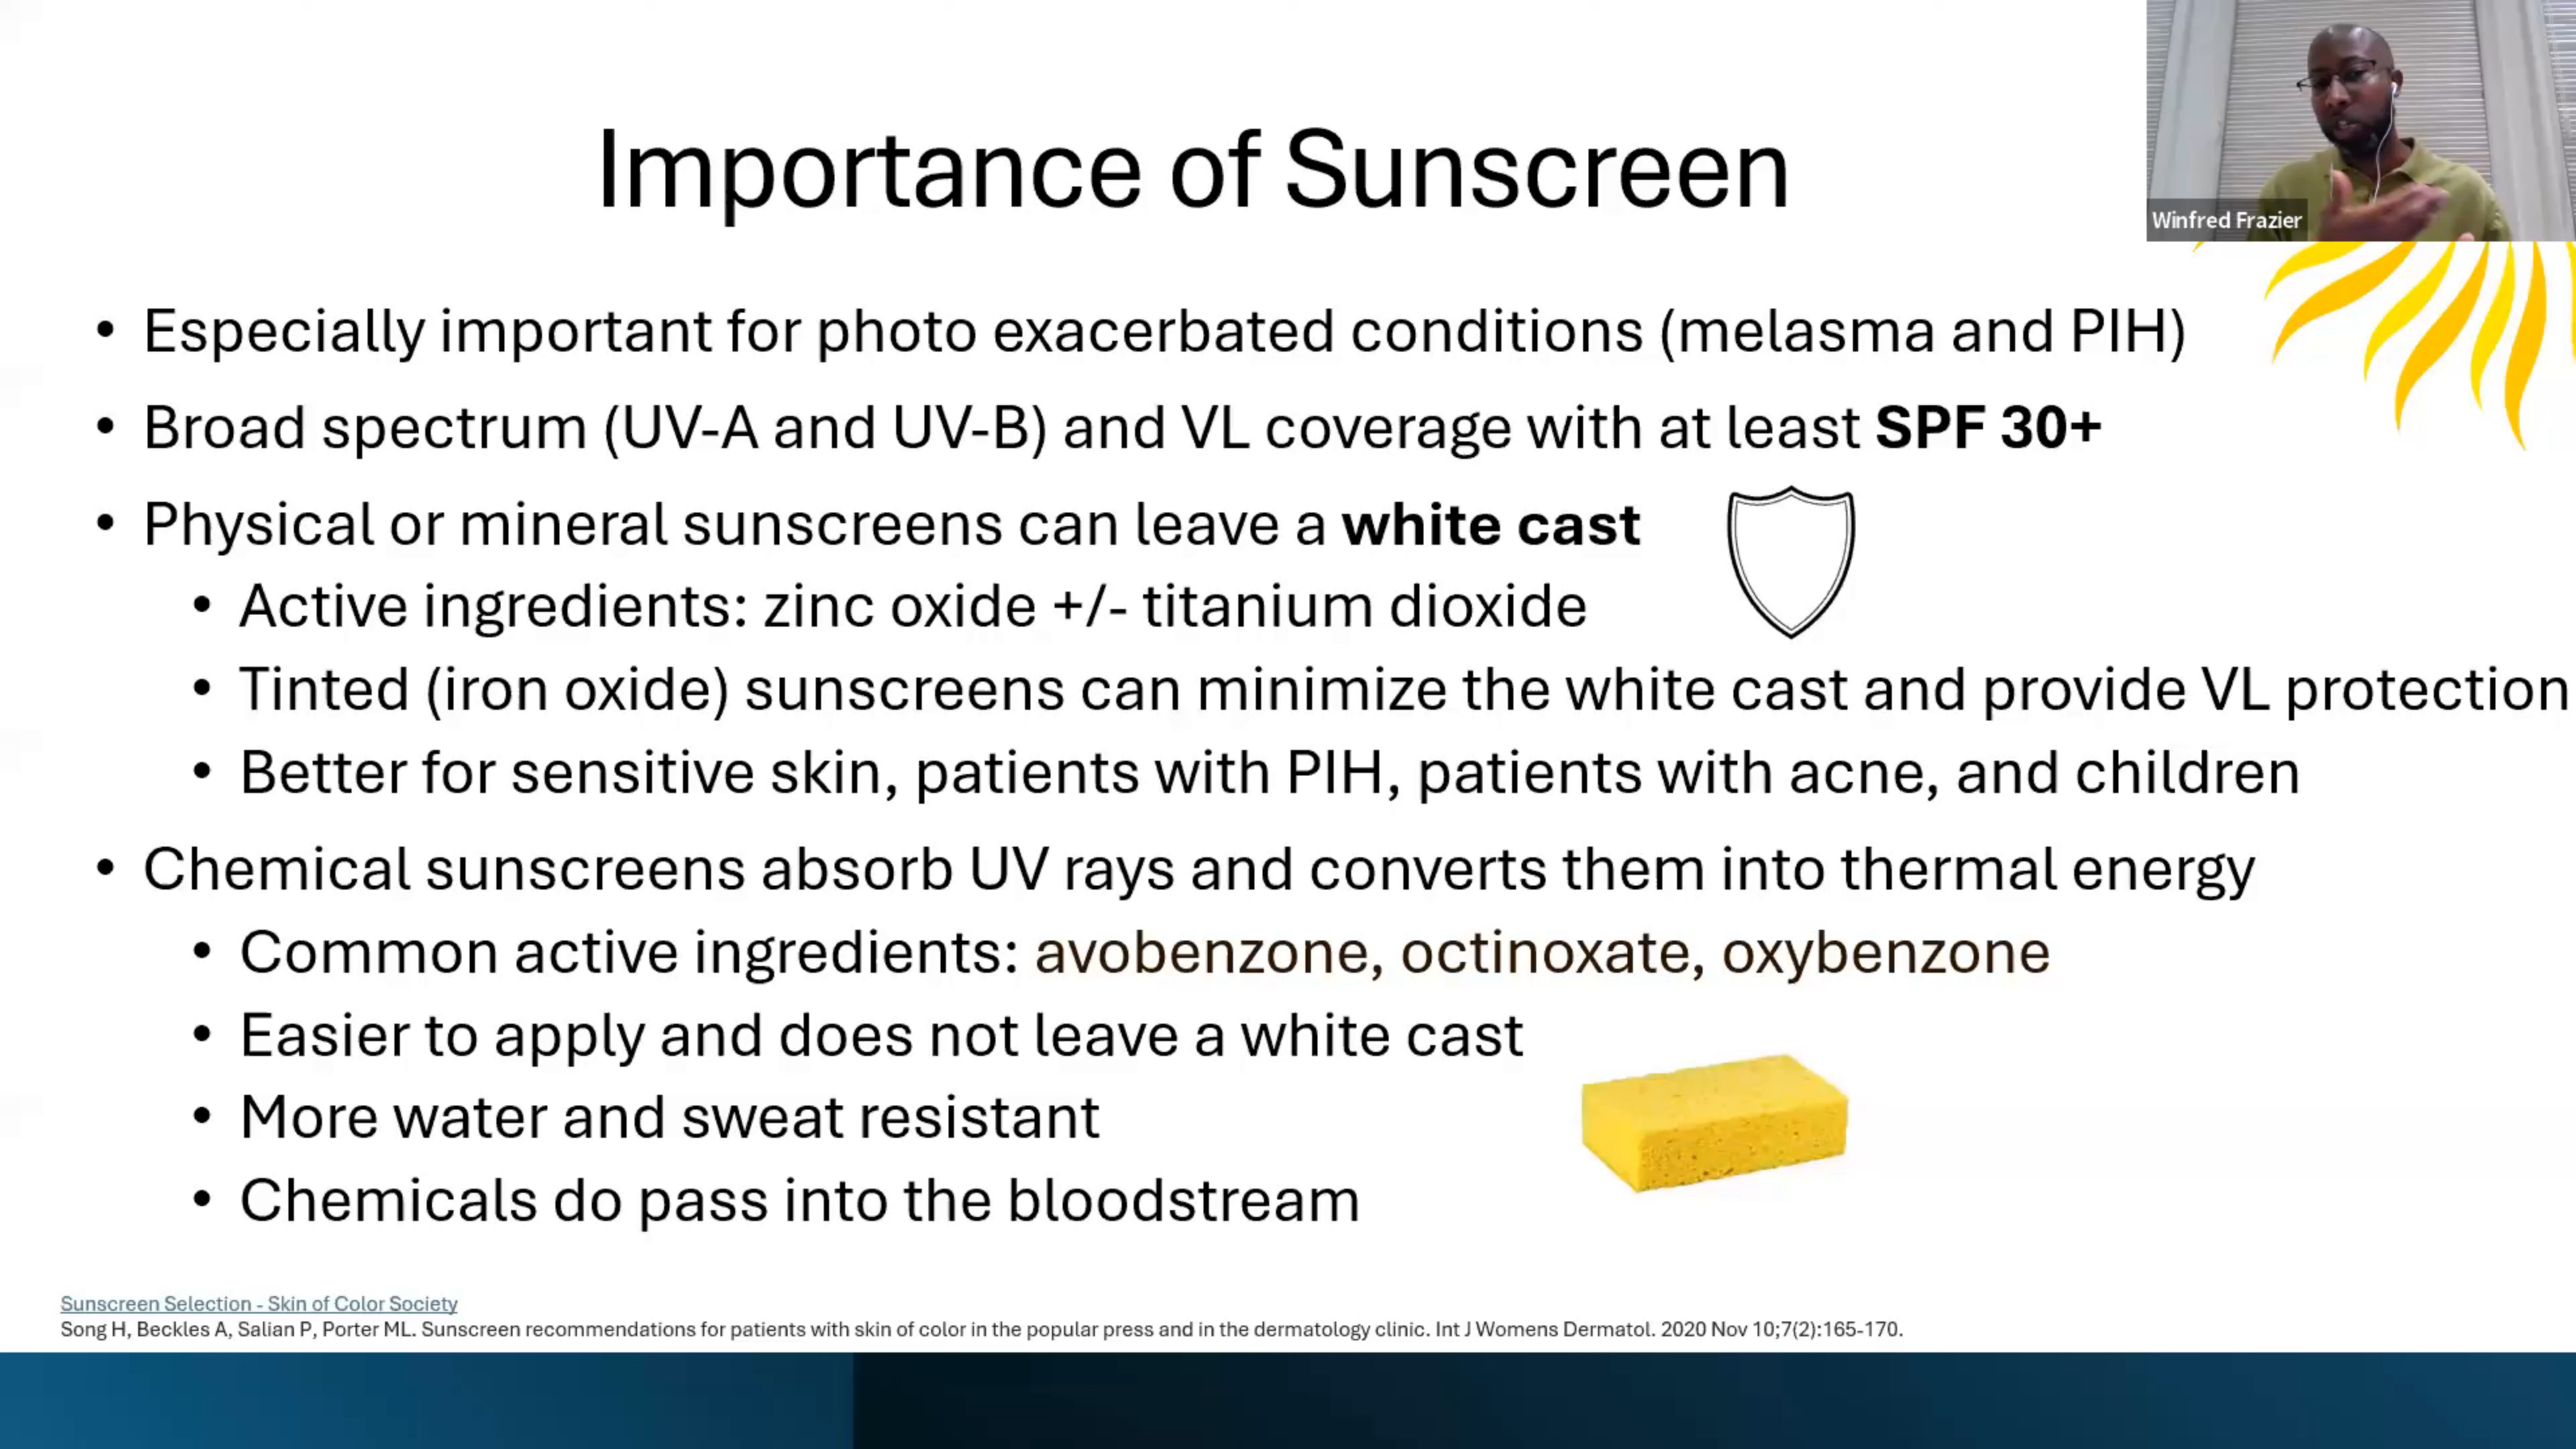 Importance of Sunscreen
Winfred Frazier
• Especially important for photo exacerbated conditions (melasma and PIH)
• Broad spectrum (UV-A and UV-B) and VL coverage with at least SPF 30+
• Physical or mineral sunscreens can leave a white cast
• Active ingredients: zinc oxide +/- titanium dioxide
• Tinted (iron oxide) sunscreens can minimize the white cast and provide VL protection
• Better for sensitive skin, patients with PIH, patients with acne, and children
• Chemical sunscreens absorb UV rays and converts them into thermal energy
• Common active ingredients: avobenzone, octinoxate, oxybenzone
• Easier to apply and does not leave a white cast
• More water and sweat resistant
• Chemicals do pass into the bloodstream
Sunscreen Selection - Skin of Color Society
Song H, Beckles A, Salian P, Porter ML. Sunscreen recommendations for patients with skin of color in the popular press and in the dermatology clinic. Int J Womens Dermatol. 2020 Nov 10;7(2):165-170.